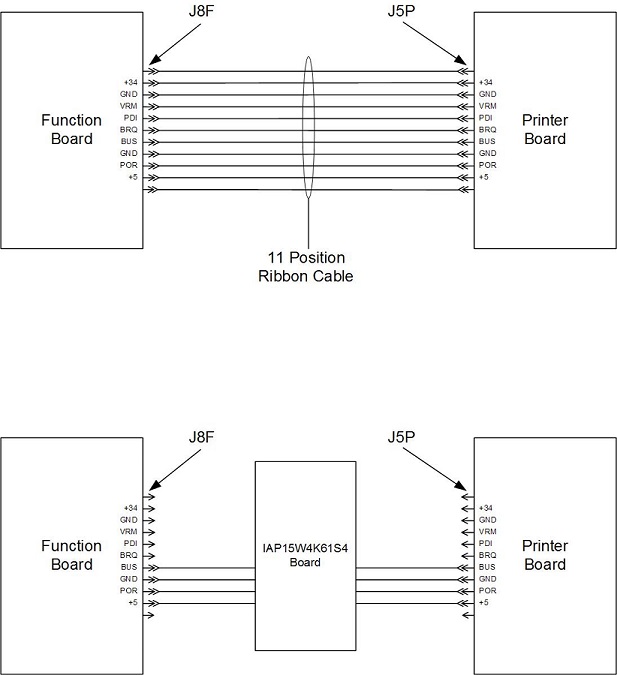 J8F
J5P
+34
GND
VRM
PDI
BRQ
BUS
GND
POR
+5
Function
Board
+34
GND
VRM
PDI
BRQ
BUS
GND
POR
+5
Printer
Board
11 Position
Ribbon Cable
J8F
J5P
+34
GND
VRM
PDI
BRQ
BUS
GND
POR
+5
Function
Board
IAP15W4K61S4
Board
+34
GND
VRM
PDI
BRQ
BUS
GND
POR
+5
Printer
Board